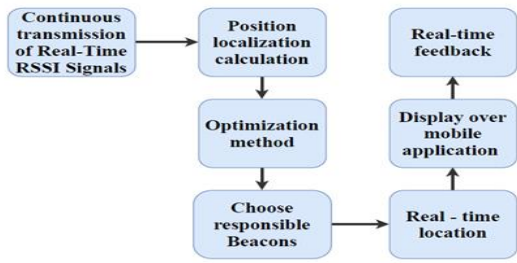 Continuous
transmission
of Real-Time
RSSI Signals
Position
localization
calculation
Optimization
method
Choose
responsible
Beacons
Real - time
location
Display over
mobile
application
Real-time
feedback